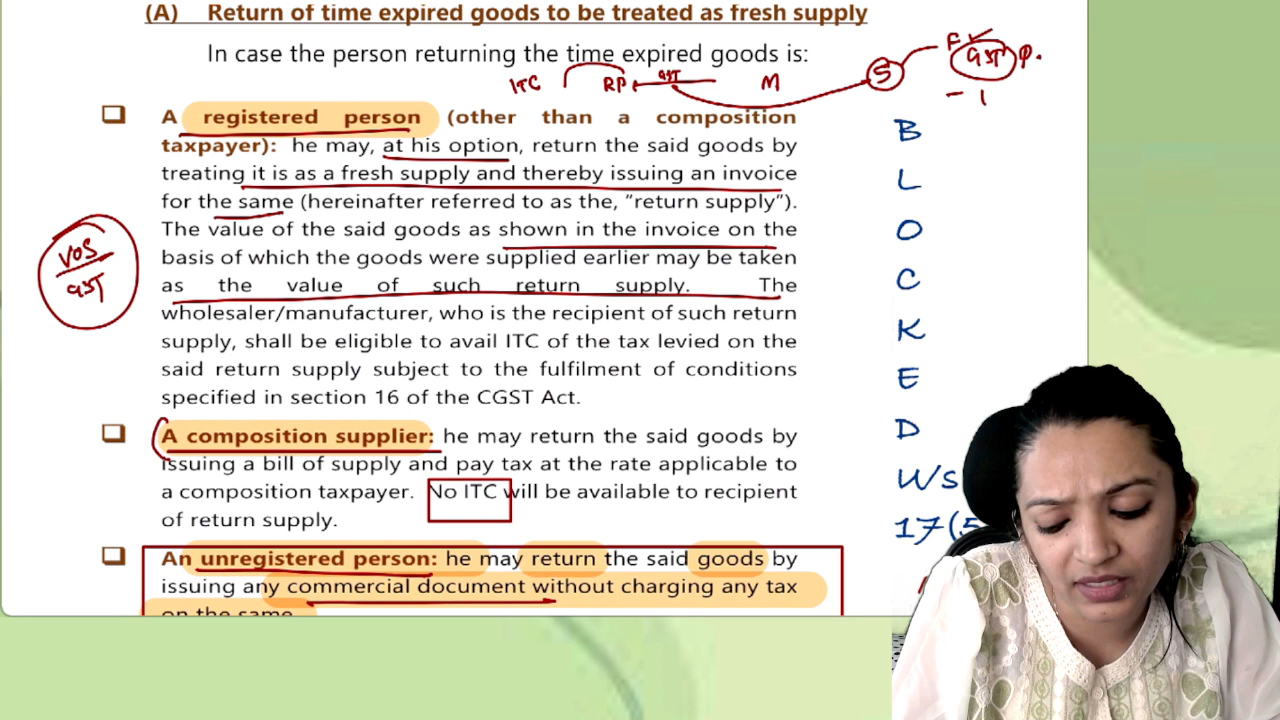 (A) Return of time expired goods to be treated as fresh supply
In case the person returning the time expired goods is:
ITC RP GST M S F GST P.
- 1
❑ A registered person (other than a composition
taxpayer): he may, at his option, return the said goods by
treating it is as a fresh supply and thereby issuing an invoice
for the same (hereinafter referred to as the, "return supply").
The value of the said goods as shown in the invoice on the
basis of which the goods were supplied earlier may be taken
as the value of such return supply. The
wholesaler/manufacturer, who is the recipient of such return
supply, shall be eligible to avail ITC of the tax levied on the
said return supply subject to the fulfilment of conditions
specified in section 16 of the CGST Act.
VOS
GST
❑ A composition supplier: he may return the said goods by
issuing a bill of supply and pay tax at the rate applicable to
a composition taxpayer. No ITC will be available to recipient
of return supply.
❑ An unregistered person: he may return the said goods by
issuing any commercial document without charging any tax
on the same
B
L
O
C
K
E
D
17(5